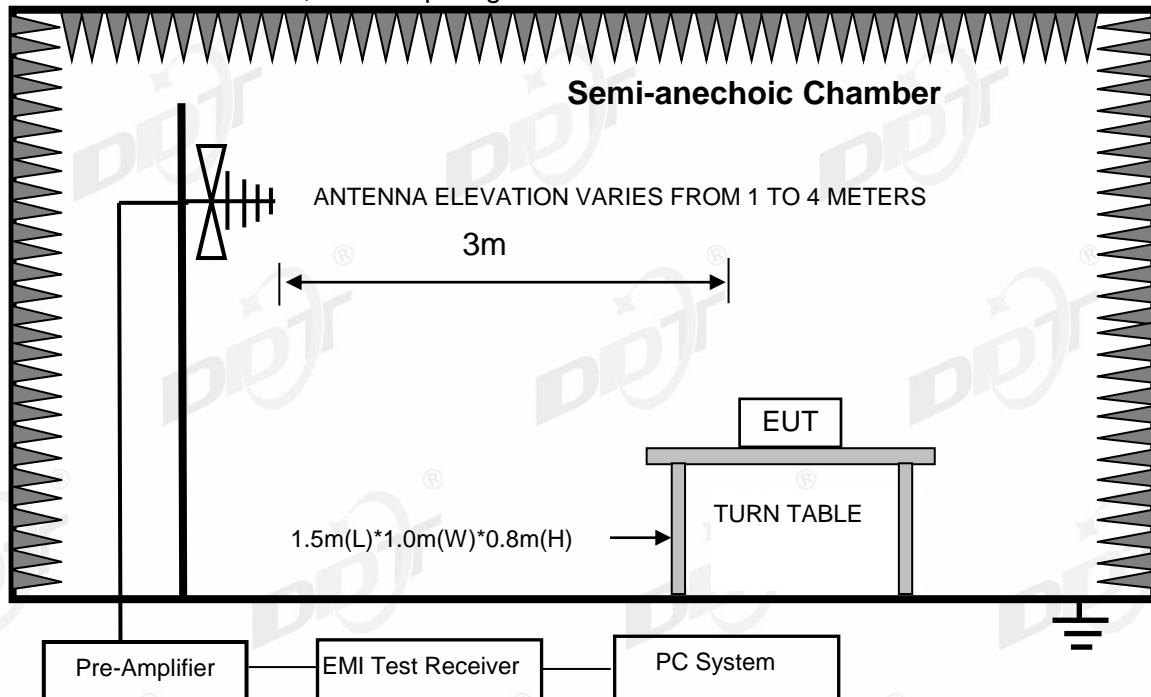 Semi-anechoic Chamber
ANTENNA ELEVATION VARIES FROM 1 TO 4 METERS
3m
EUT
TURN TABLE
1.5m(L)*1.0m(W)*0.8m(H)
Pre-Amplifier
EMI Test Receiver
PC System
DDT
®